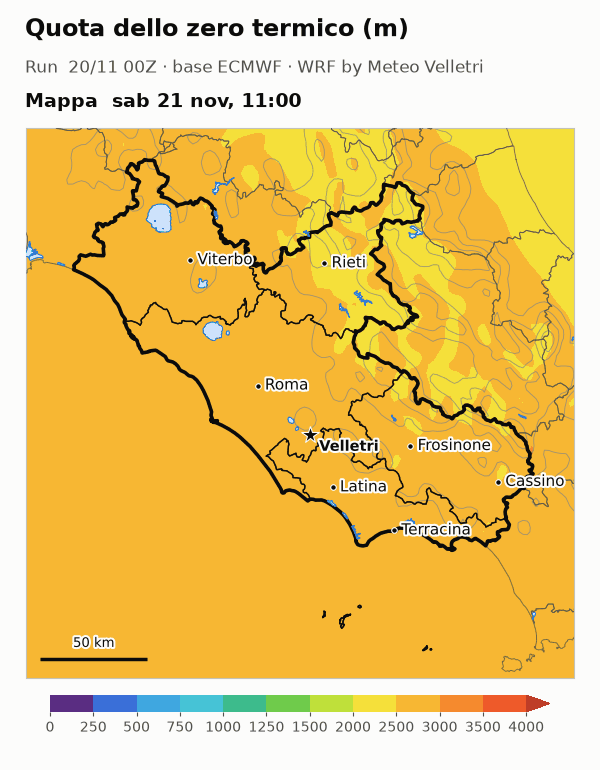 Quota dello zero termico (m)
Run  20/11 00Z · base ECMWF · WRF by Meteo Velletri
Mappa  sab 21 nov, 11:00
Viterbo
Rieti
Roma
Velletri
Frosinone
Cassino
Latina
Terracina
50 km
0 250 500 750 1000 1250 1500 2000 2500 3000 3500 4000